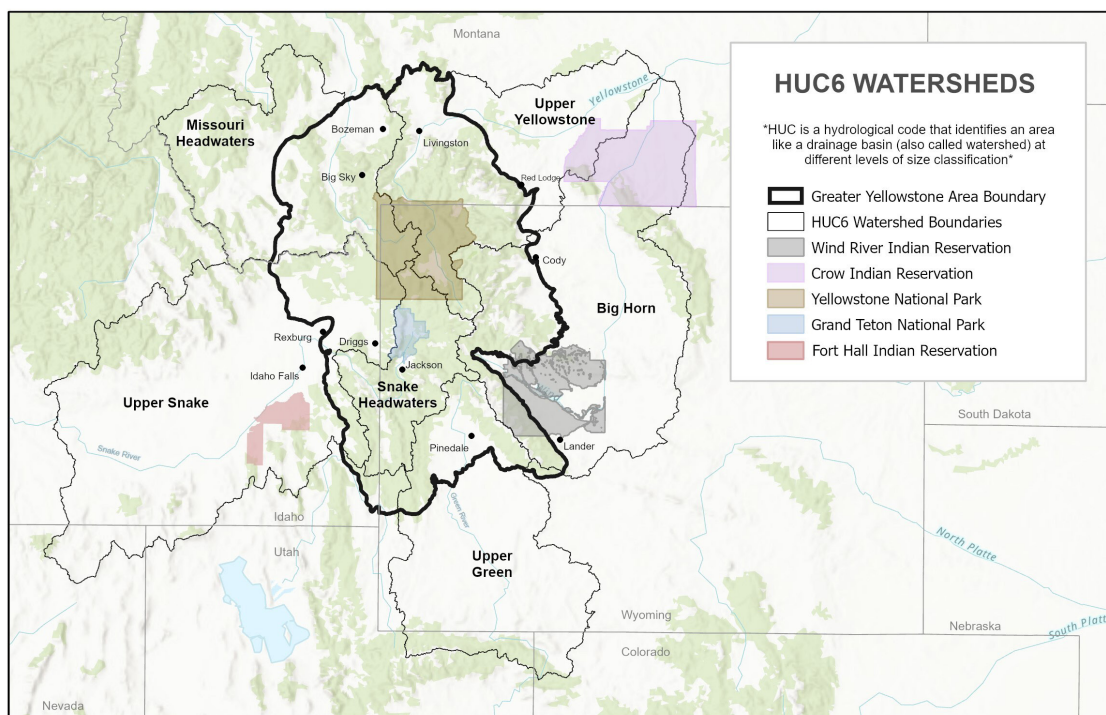 Montana
HUC6 WATERSHEDS
*HUC is a hydrological code that identifies an area
like a drainage basin (also called watershed) at
different levels of size classification*
Greater Yellowstone Area Boundary
HUC6 Watershed Boundaries
Wind River Indian Reservation
Crow Indian Reservation
Yellowstone National Park
Grand Teton National Park
Fort Hall Indian Reservation
Yellowstone
Upper
Yellowstone
Missouri
Headwaters
Bozeman
Livingston
Big Sky
Red Lodge
Cody
Big Horn
Rexburg
Driggs
Idaho Falls
Jackson
Snake
Headwaters
Upper Snake
Pinedale
Lander
Snake River
Green River
South Dakota
Idaho
Utah
North Platte
Upper
Green
Wyoming
Nebraska
South Platte
Colorado
Nevada